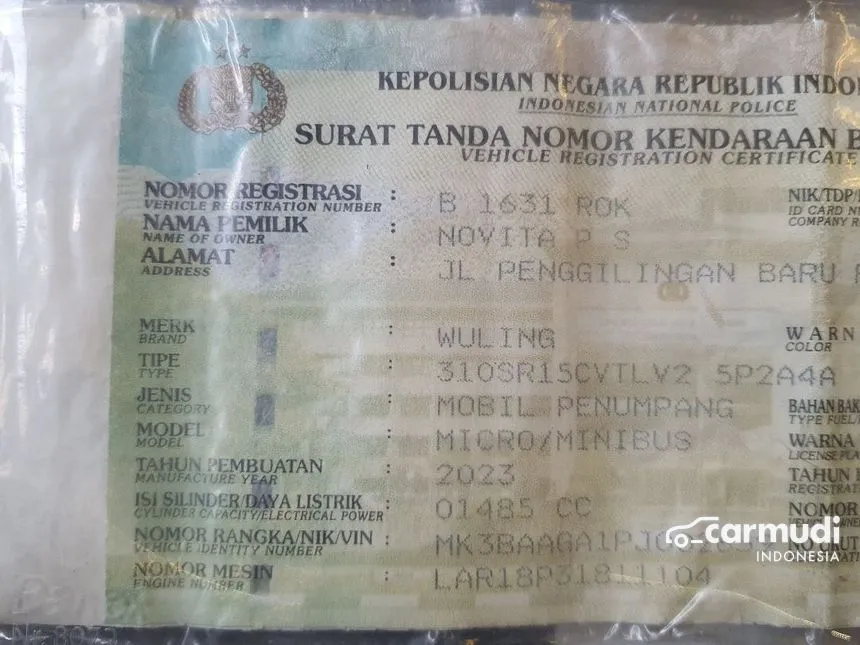 KEPOLISIAN NEGARA REPUBLIK INDO
INDONESIAN NATIONAL POLICE
SURAT TANDA NOMOR KENDARAAN B
VEHICLE REGISTRATION CERTIFICATE
NOMOR REGISTRASI : B 1631 ROK NIK/TDP/
VEHICLE REGISTRATION NUMBER ID CARD N
NAMA PEMILIK : NOVITA P S COMPANY R
NAME OF OWNER
ALAMAT : JL PENGGILINGAN BARU
ADDRESS
MERK : WULING WARN
BRAND COLOR
TIPE : 310SR15CVTLV2 5P2A4A
TYPE
JENIS : MOBIL PENUMPANG BAHAN BAK
CATEGORY TYPE FUEL/
MODEL : MICRO/MINIBUS WARNA
MODEL LICENSE PLA
TAHUN PEMBUATAN : 2023 TAHUN
MANUFACTURE YEAR REGISTRAT
ISI SILINDER/DAYA LISTRIK : 01485 CC NOMOR
CYLINDER CAPACITY/ELECTRICAL POWER
NOMOR RANGKA/NIK/VIN : MK3BAAGA1PJ
VEHICLE IDENTITY NUMBER
NOMOR MESIN :
ENGINE NUMBER
carmudi
INDONESIA